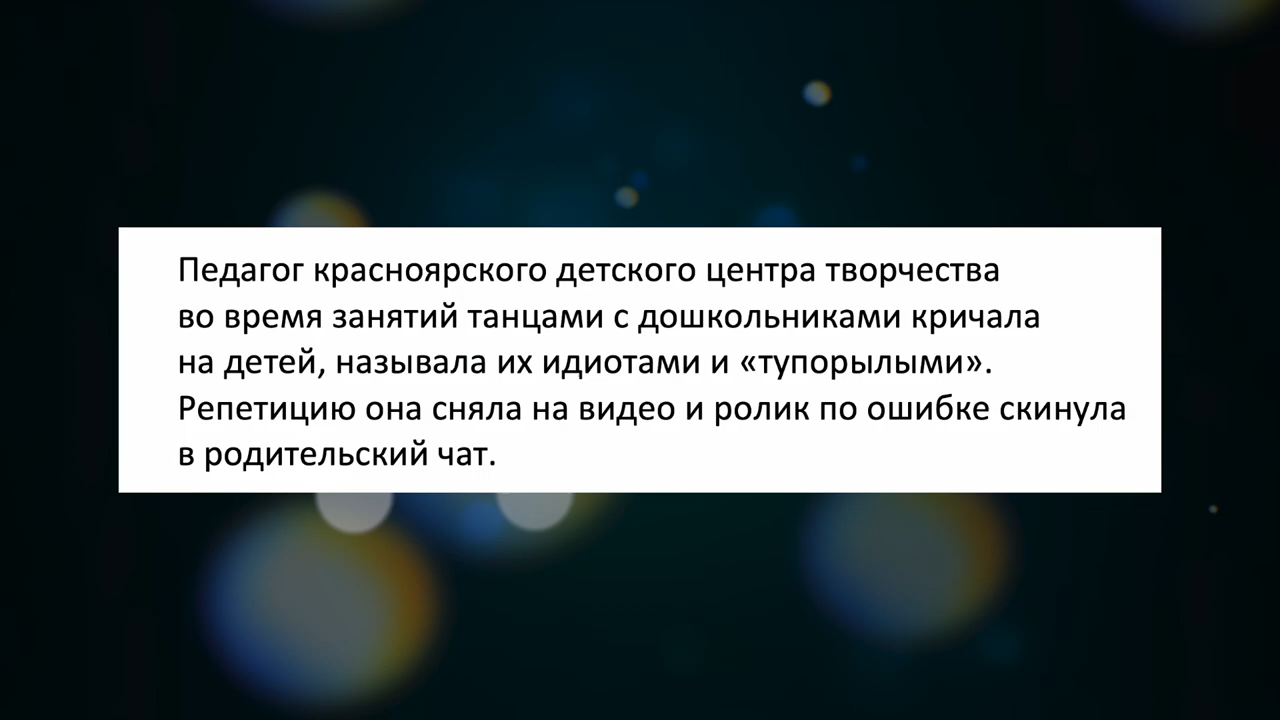 Педагог красноярского детского центра творчества
во время занятий танцами с дошкольниками кричала
на детей, называла их идиотами и «тупорылыми».
Репетицию она сняла на видео и ролик по ошибке скинула
в родительский чат.